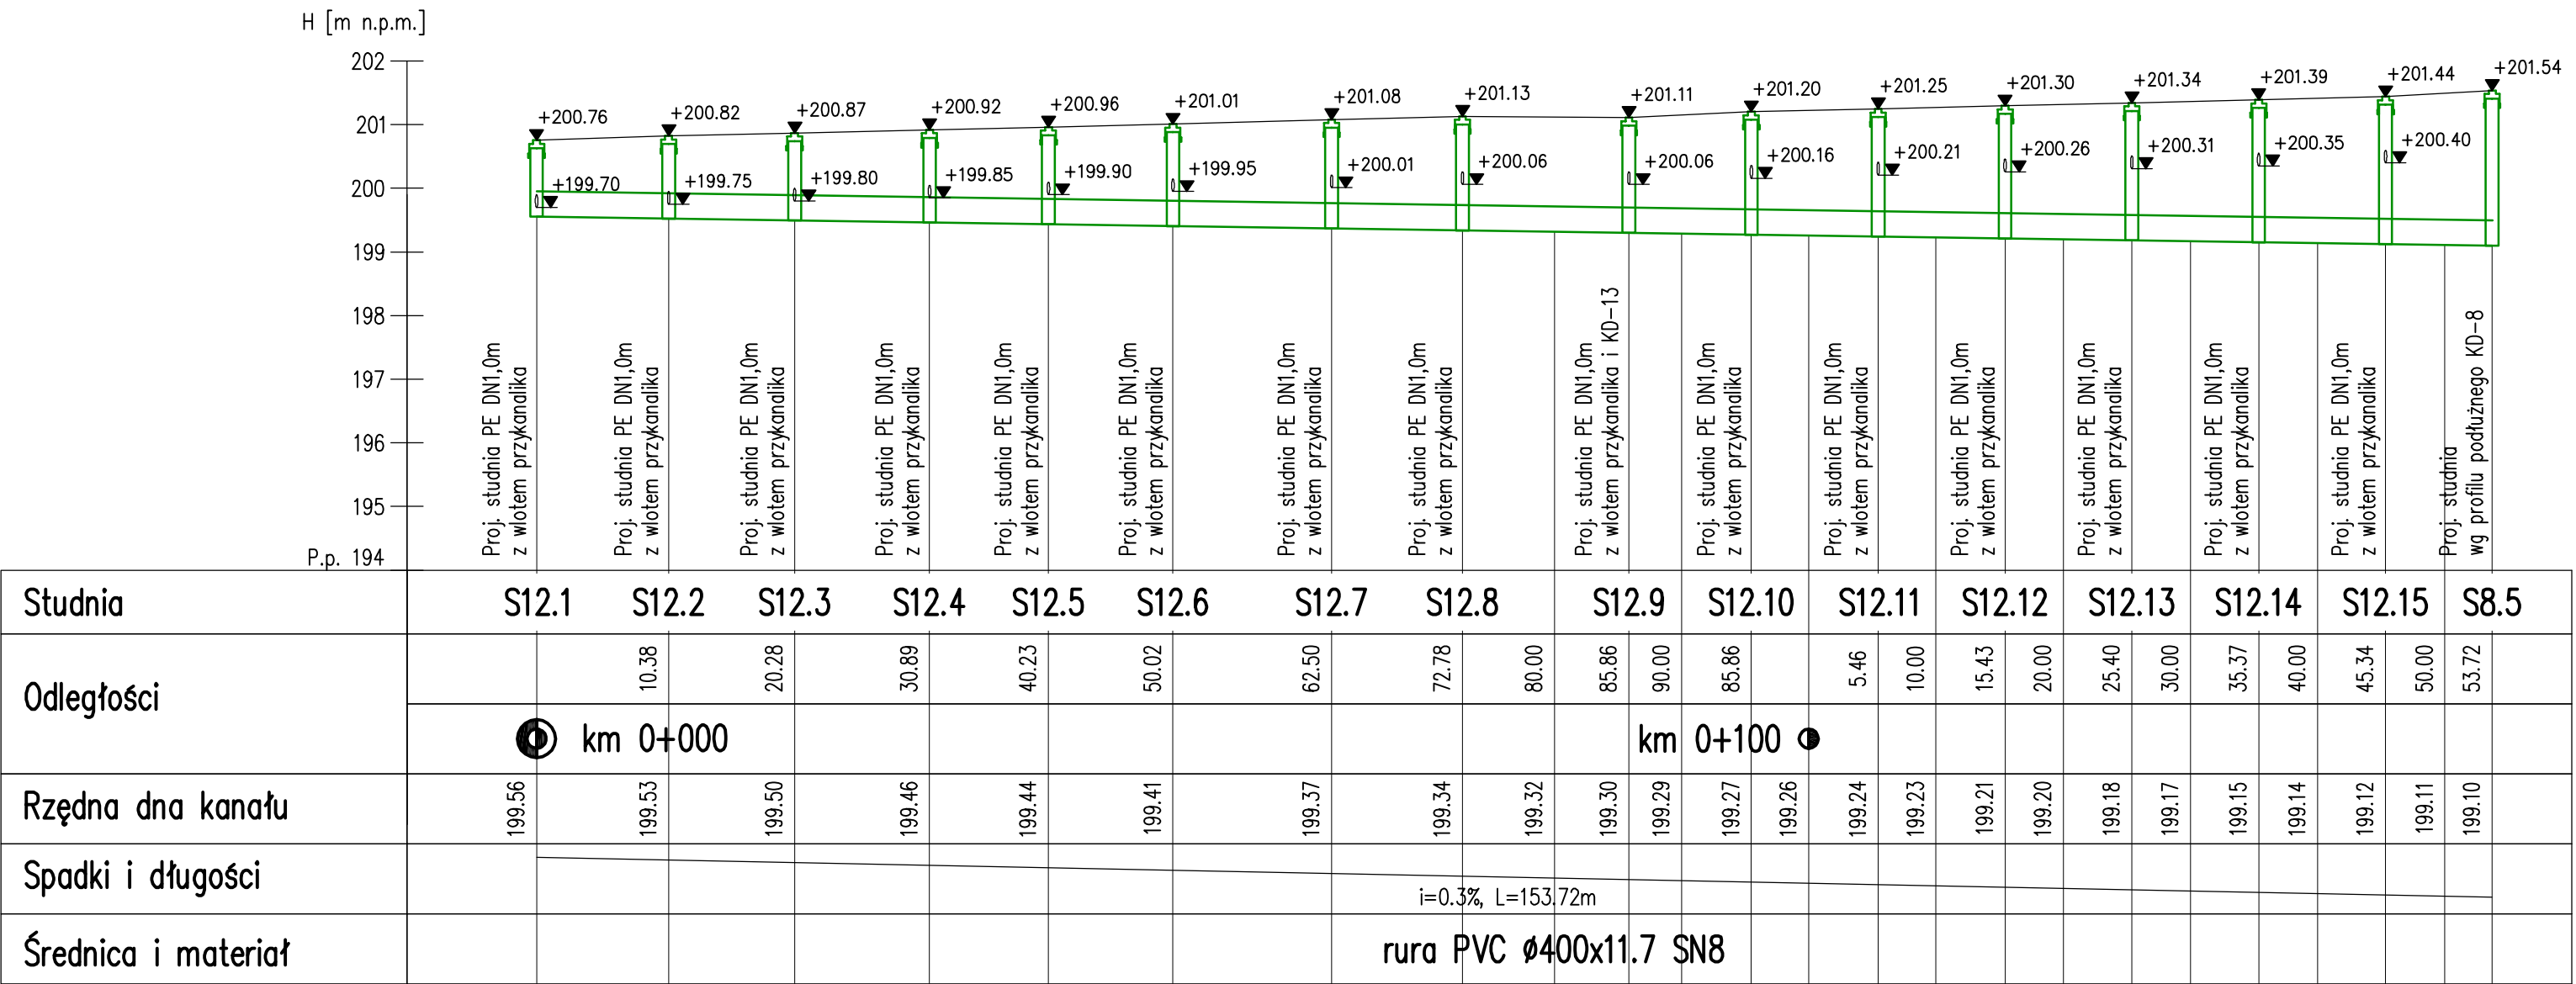 H [m n.p.m.]
202
201
200
199
198
197
196
195
P.p. 194
+200.76
+200.82
+200.87
+200.92
+200.96
+201.01
+201.08
+201.13
+201.11
+201.20
+201.25
+201.30
+201.34
+201.39
+201.44
+201.54
+199.70
+199.75
+199.80
+199.85
+199.90
+199.95
+200.01
+200.06
+200.06
+200.16
+200.21
+200.26
+200.31
+200.35
+200.40
Proj. studnia PE DN1,0m
z wlotem przykanalika
Proj. studnia PE DN1,0m
z wlotem przykanalika
Proj. studnia PE DN1,0m
z wlotem przykanalika
Proj. studnia PE DN1,0m
z wlotem przykanalika
Proj. studnia PE DN1,0m
z wlotem przykanalika
Proj. studnia PE DN1,0m
z wlotem przykanalika
Proj. studnia PE DN1,0m
z wlotem przykanalika
Proj. studnia PE DN1,0m
z wlotem przykanalika
Proj. studnia PE DN1,0m
z wlotem przykanalika i KD-13
Proj. studnia PE DN1,0m
z wlotem przykanalika
Proj. studnia PE DN1,0m
z wlotem przykanalika
Proj. studnia PE DN1,0m
z wlotem przykanalika
Proj. studnia PE DN1,0m
z wlotem przykanalika
Proj. studnia PE DN1,0m
z wlotem przykanalika
Proj. studnia PE DN1,0m
z wlotem przykanalika
Proj. studnia
wg profilu podłużnego KD-8
Studnia S12.1 S12.2 S12.3 S12.4 S12.5 S12.6 S12.7 S12.8 S12.9 S12.10 S12.11 S12.12 S12.13 S12.14 S12.15 S8.5
Odległości
10.38
20.28
30.89
40.23
50.02
62.50
72.78
80.00
85.86
90.00
85.86
5.46
10.00
15.43
20.00
25.40
30.00
35.37
40.00
45.34
50.00
53.72
km 0+000
km 0+100
Rzędna dna kanału
199.56
199.53
199.50
199.46
199.44
199.41
199.37
199.34
199.32
199.30
199.29
199.27
199.26
199.24
199.23
199.21
199.20
199.18
199.17
199.15
199.14
199.12
199.11
199.10
Spadki i długości
i=0.3%, L=153.72m
Średnica i materiał
rura PVC ø400x11.7 SN8